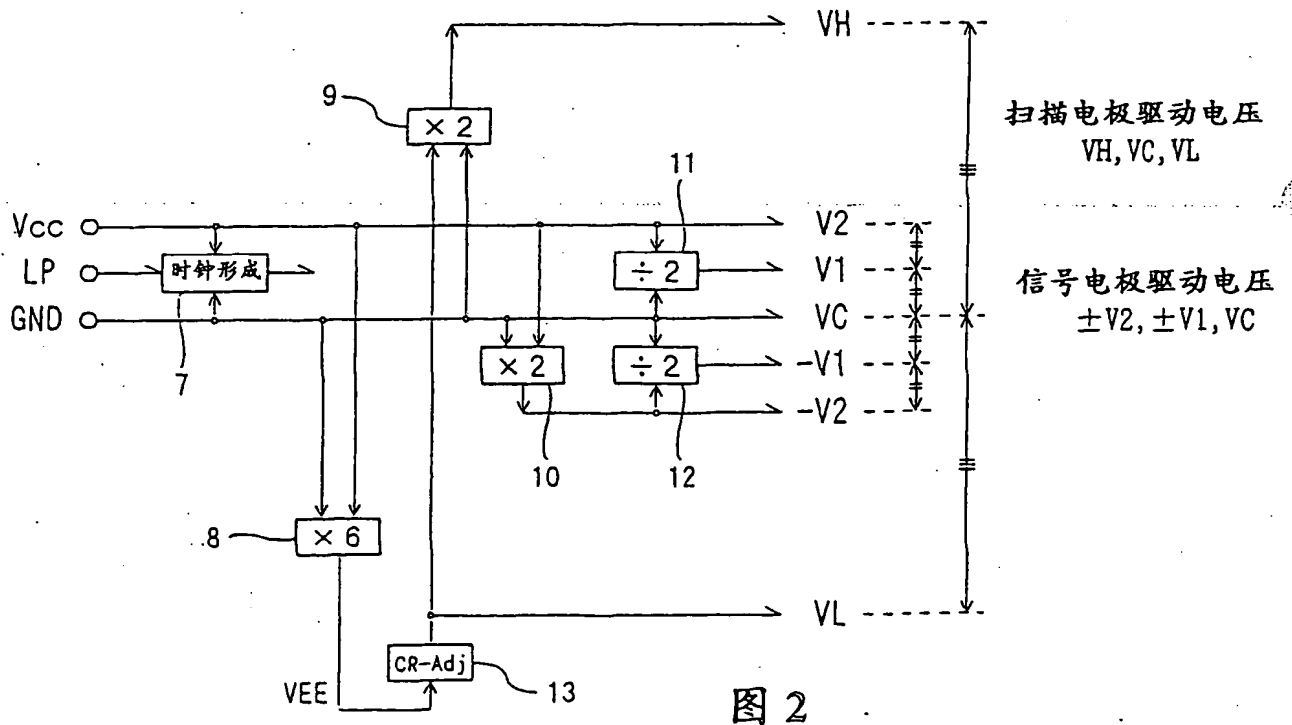 VH
9
× 2
扫描电极驱动电压
VH, VC, VL
11
Vcc
V2
LP
时钟形成
÷ 2
V1
信号电极驱动电压
±V2, ±V1, VC
GND
VC
7
× 2
÷ 2
-V1
-V2
10
12
8
× 6
VL
CR-Adj
13
VEE
图 2